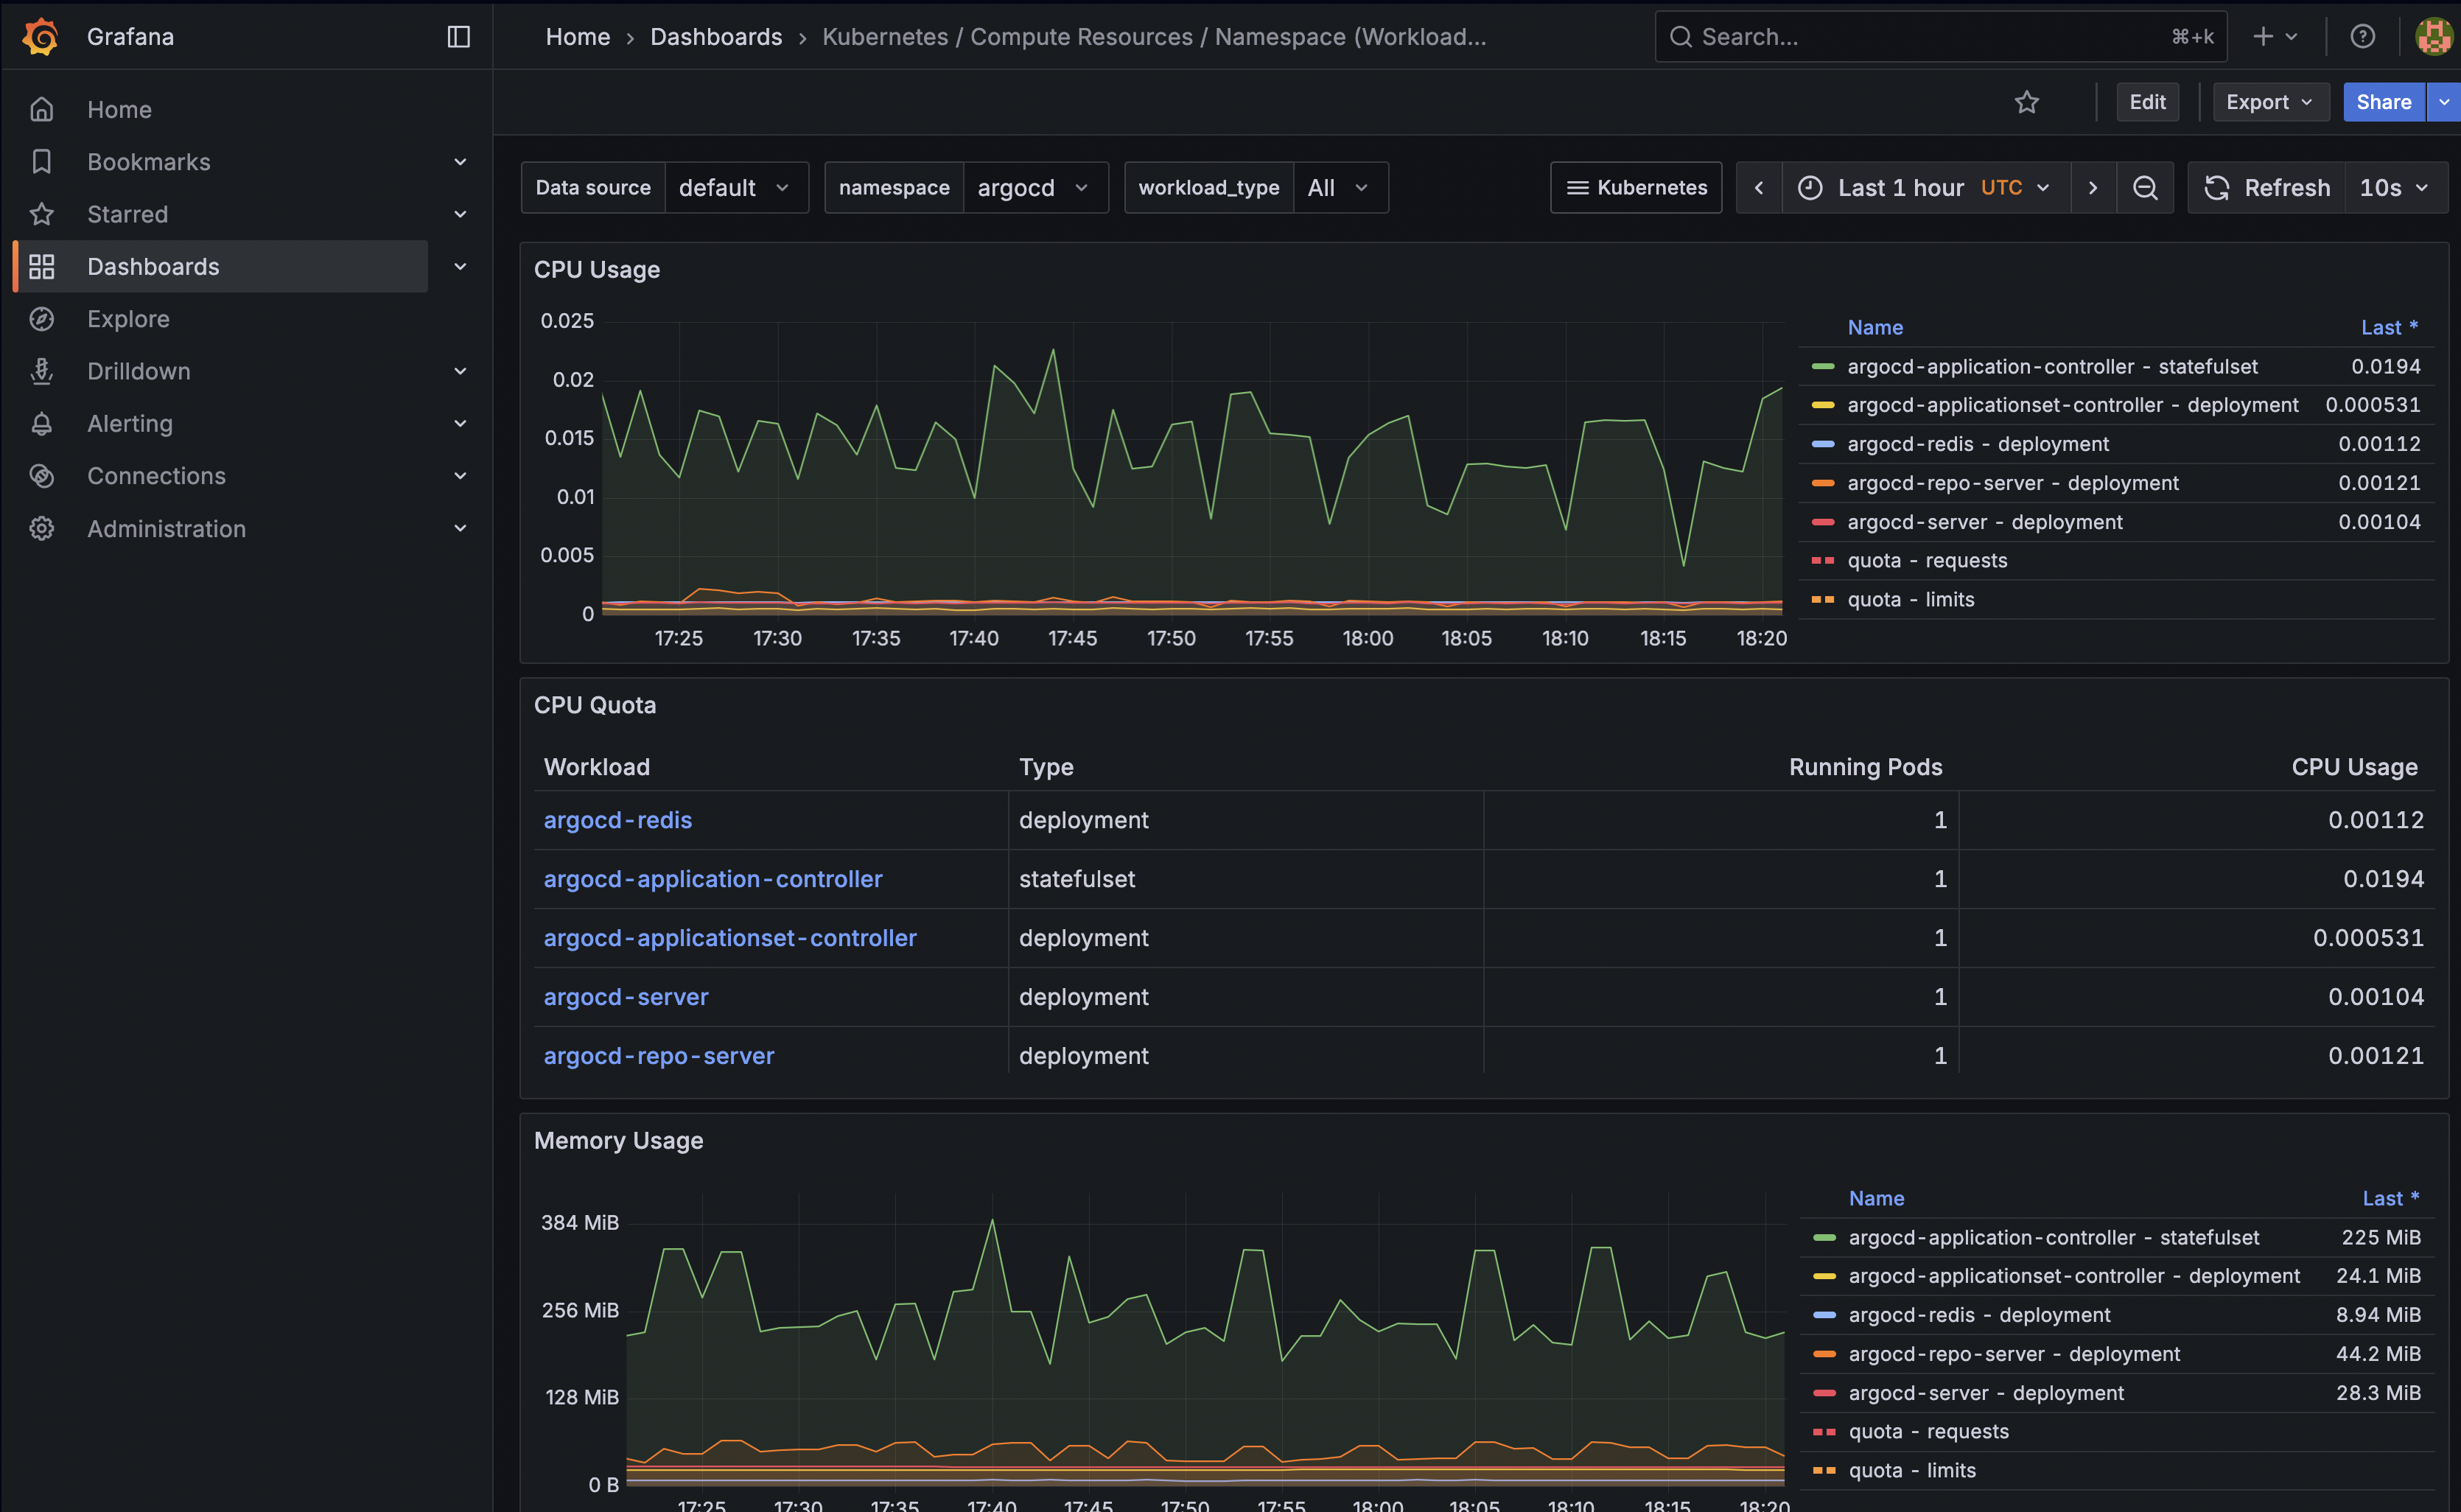 Grafana
Home › Dashboards › Kubernetes / Compute Resources / Namespace (Workload...
Search...
⌘+k
Home
Bookmarks
Starred
Dashboards
Explore
Drilldown
Alerting
Connections
Administration
Edit
Export
Share
Data source default
namespace argocd
workload_type All
Kubernetes
Last 1 hour UTC
Refresh
10s
CPU Usage
0.025
0.02
0.015
0.01
0.005
0
17:25 17:30 17:35 17:40 17:45 17:50 17:55 18:00 18:05 18:10 18:15 18:20
Name Last *
argocd-application-controller - statefulset 0.0194
argocd-applicationset-controller - deployment 0.000531
argocd-redis - deployment 0.00112
argocd-repo-server - deployment 0.00121
argocd-server - deployment 0.00104
quota - requests
quota - limits
CPU Quota
Workload Type Running Pods CPU Usage
argocd-redis deployment 1 0.00112
argocd-application-controller statefulset 1 0.0194
argocd-applicationset-controller deployment 1 0.000531
argocd-server deployment 1 0.00104
argocd-repo-server deployment 1 0.00121
Memory Usage
384 MiB
256 MiB
128 MiB
0 B
17:25 17:30 17:35 17:40 17:45 17:50 17:55 18:00 18:05 18:10 18:15 18:20
Name Last *
argocd-application-controller - statefulset 225 MiB
argocd-applicationset-controller - deployment 24.1 MiB
argocd-redis - deployment 8.94 MiB
argocd-repo-server - deployment 44.2 MiB
argocd-server - deployment 28.3 MiB
quota - requests
quota - limits